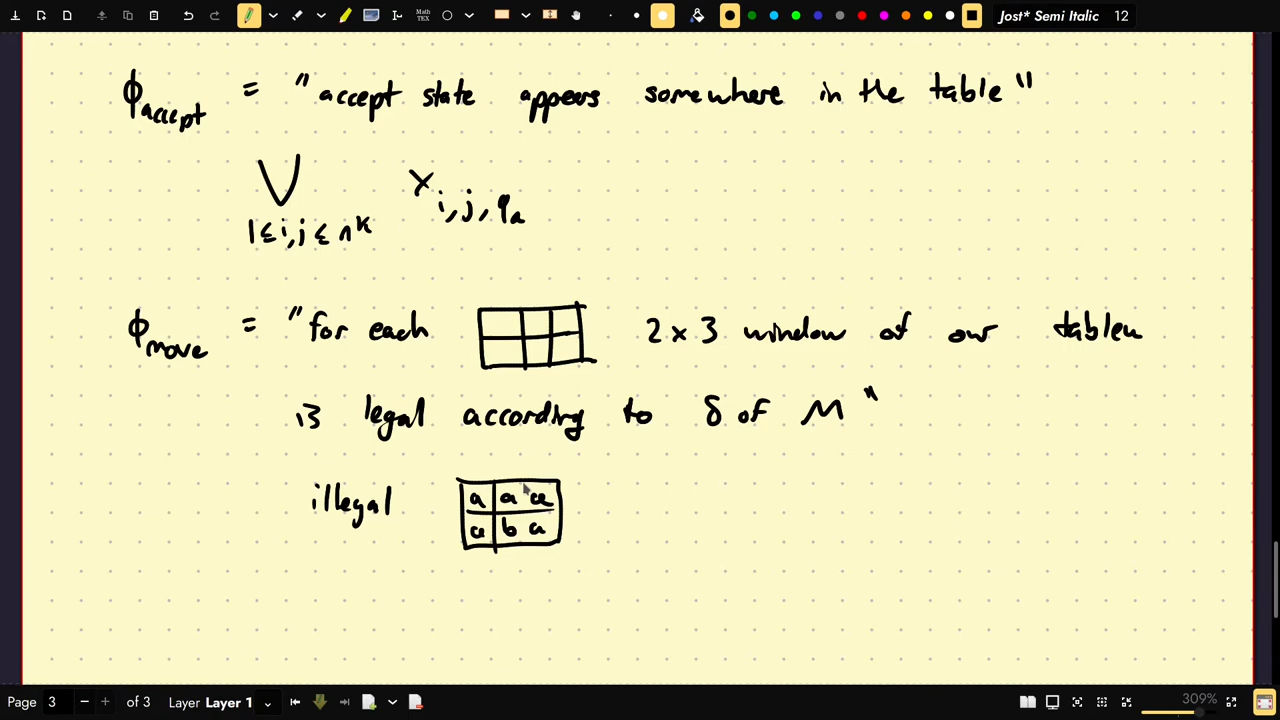 Math
TEX
Jost* Semi Italic 12
ϕaccept = "accept state appears somewhere in the table"
⋁ xi,j,qa
1≤i,j≤n^k
ϕmove = "for each 2 x 3 window of our tableu
is legal according to δ of M"
illegal
a a a
a b a
Page 3 of 3 Layer Layer 1 309%